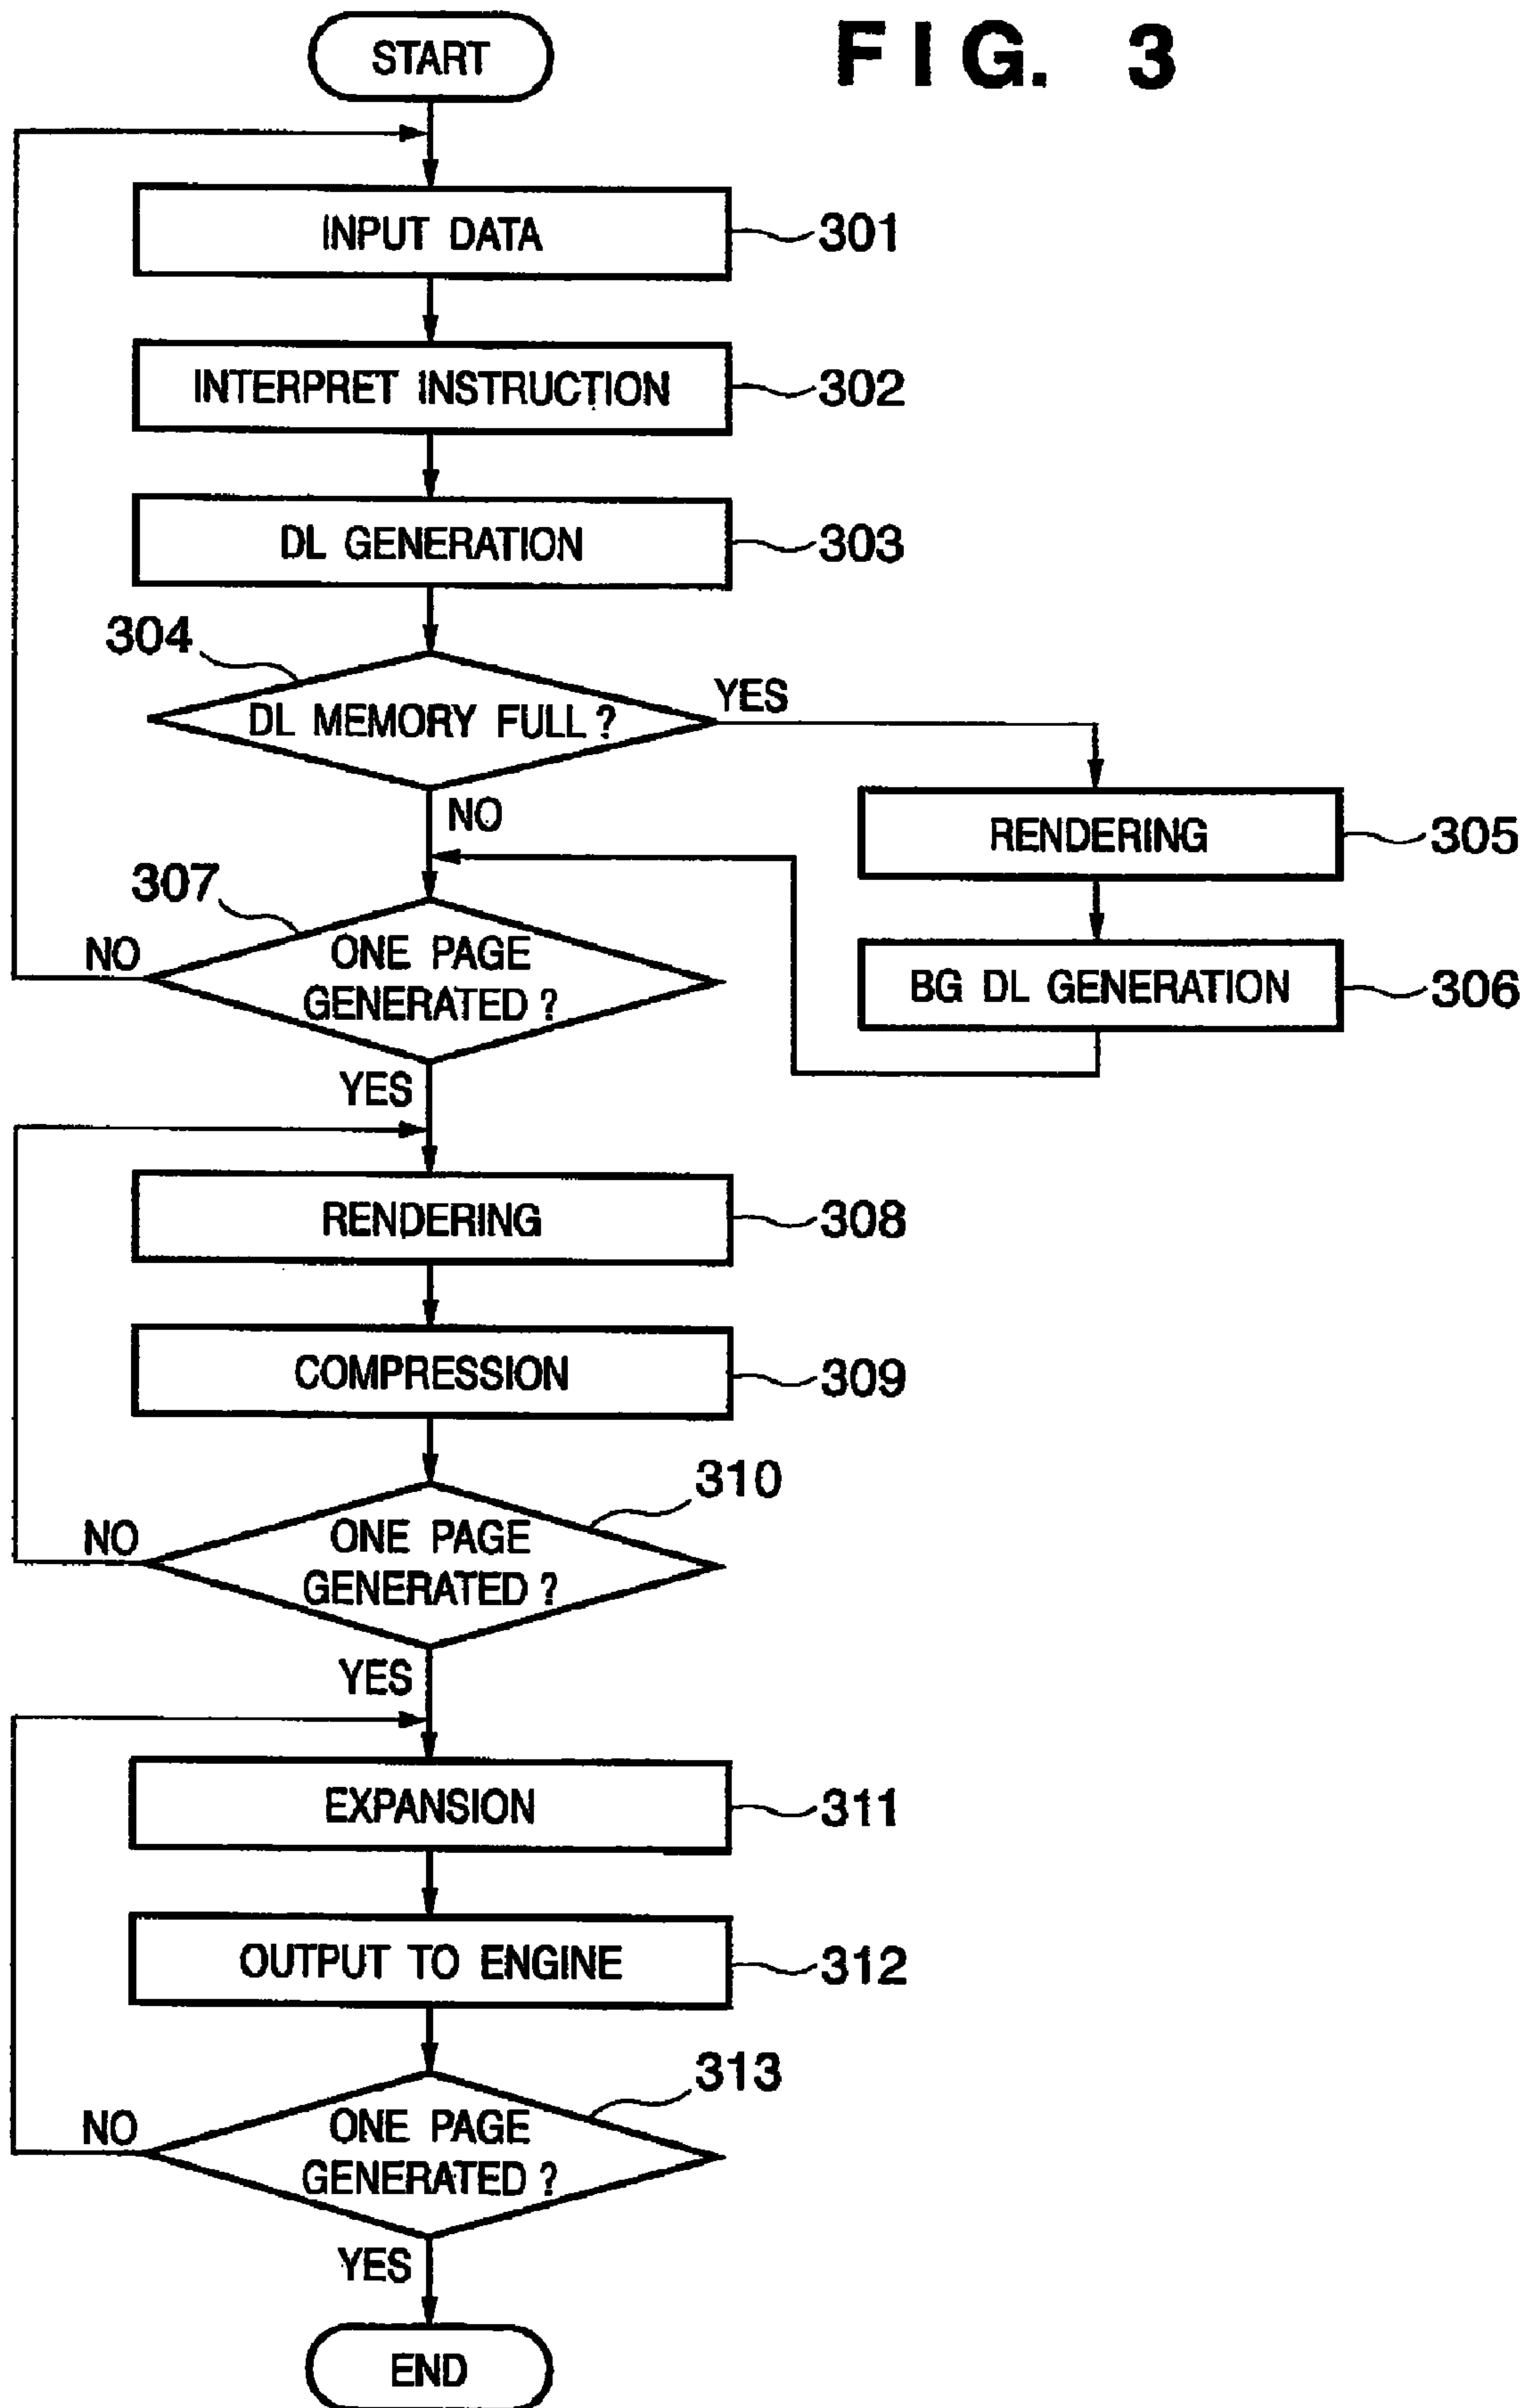 FIG. 3
START
INPUT DATA
301
INTERPRET INSTRUCTION
302
DL GENERATION
303
304
DL MEMORY FULL?
YES
NO
RENDERING
305
BG DL GENERATION
306
307
ONE PAGE
GENERATED?
NO
YES
RENDERING
308
COMPRESSION
309
310
ONE PAGE
GENERATED?
NO
YES
EXPANSION
311
OUTPUT TO ENGINE
312
313
ONE PAGE
GENERATED?
NO
YES
END